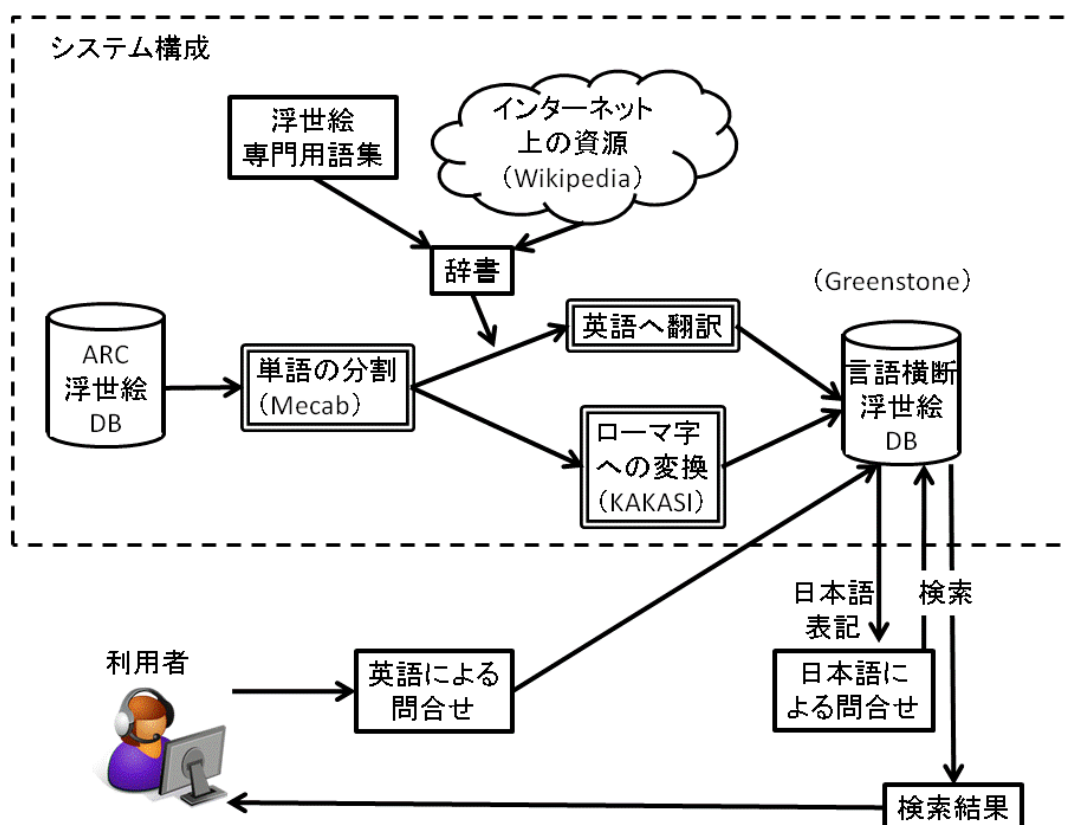 システム構成
浮世絵
専門用語集
インターネット
上の資源
（Wikipedia）
辞書
（Greenstone）
ARC
浮世絵
DB
単語の分割
（Mecab）
英語へ翻訳
ローマ字
への変換
（KAKASI）
言語横断
浮世絵
DB
日本語
表記
検索
利用者
英語による
問合せ
日本語に
よる問合せ
検索結果